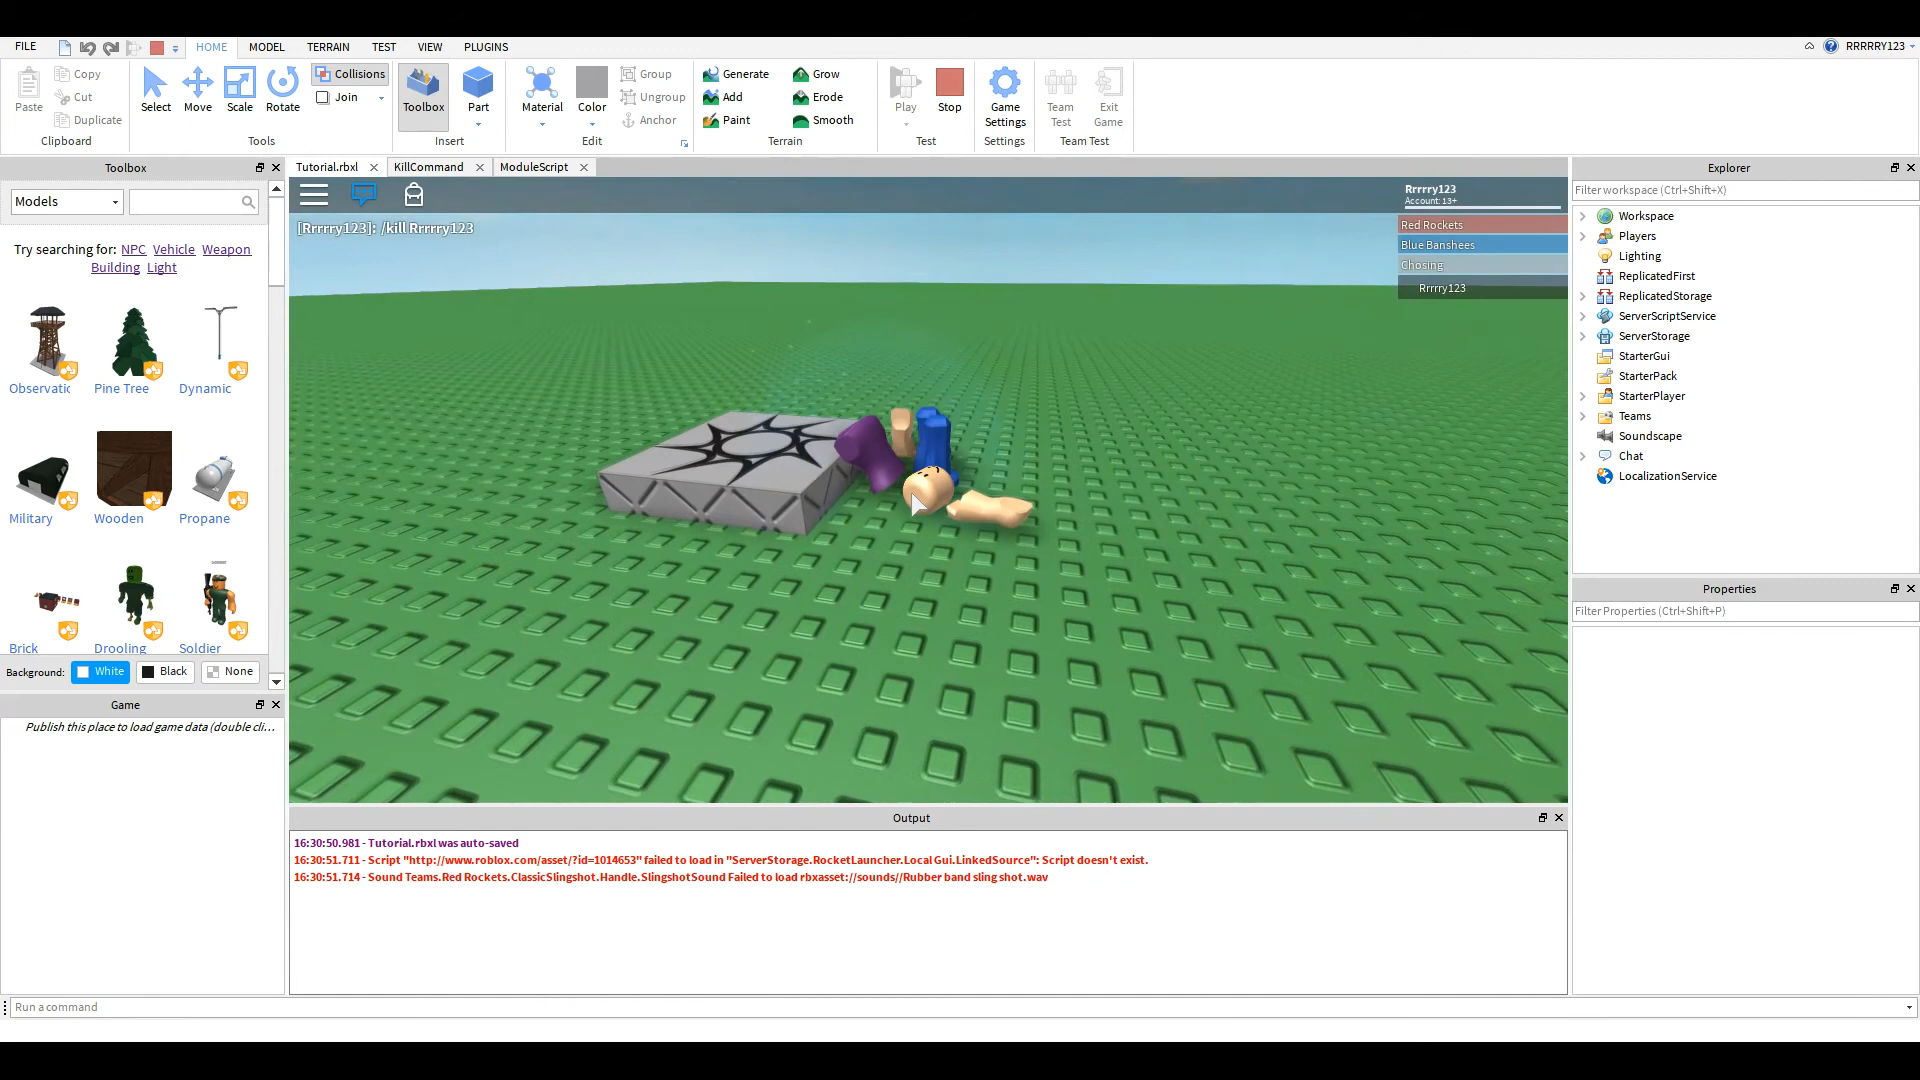 FILE HOME MODEL TERRAIN TEST VIEW PLUGINS RRRRRY123
Paste Copy Cut Duplicate
Clipboard
Select Move Scale Rotate Collisions Join
Tools
Toolbox Part
Insert
Material Color Group Ungroup Anchor
Edit
Generate Grow
Add Erode
Paint Smooth
Terrain
Play Stop
Test
Game Settings
Settings
Team Test Exit Game
Team Test
Toolbox
Models
Try searching for: NPC Vehicle Weapon
Building Light
Observatic Pine Tree Dynamic
Military Wooden Propane
Brick Drooling Soldier
Background: White Black None
Game
Publish this place to load game data (double cli...
Tutorial.rbxl KillCommand ModuleScript
[Rrrrry123]: /kill Rrrrry123
Rrrrry123
Account: 13+
Red Rockets
Blue Banshees
Chosing
Rrrrry123
Output
16:30:50.981 - Tutorial.rbxl was auto-saved
16:30:51.711 - Script "http://www.roblox.com/asset/?id=1014653" failed to load in "ServerStorage.RocketLauncher.Local Gui.LinkedSource": Script doesn't exist.
16:30:51.714 - Sound Teams.Red Rockets.ClassicSlingshot.Handle.SlingshotSound Failed to load rbxasset://sounds//Rubber band sling shot.wav
Explorer
Filter workspace (Ctrl+Shift+X)
Workspace
Players
Lighting
ReplicatedFirst
ReplicatedStorage
ServerScriptService
ServerStorage
StarterGui
StarterPack
StarterPlayer
Teams
Soundscape
Chat
LocalizationService
Properties
Filter Properties (Ctrl+Shift+P)
Run a command